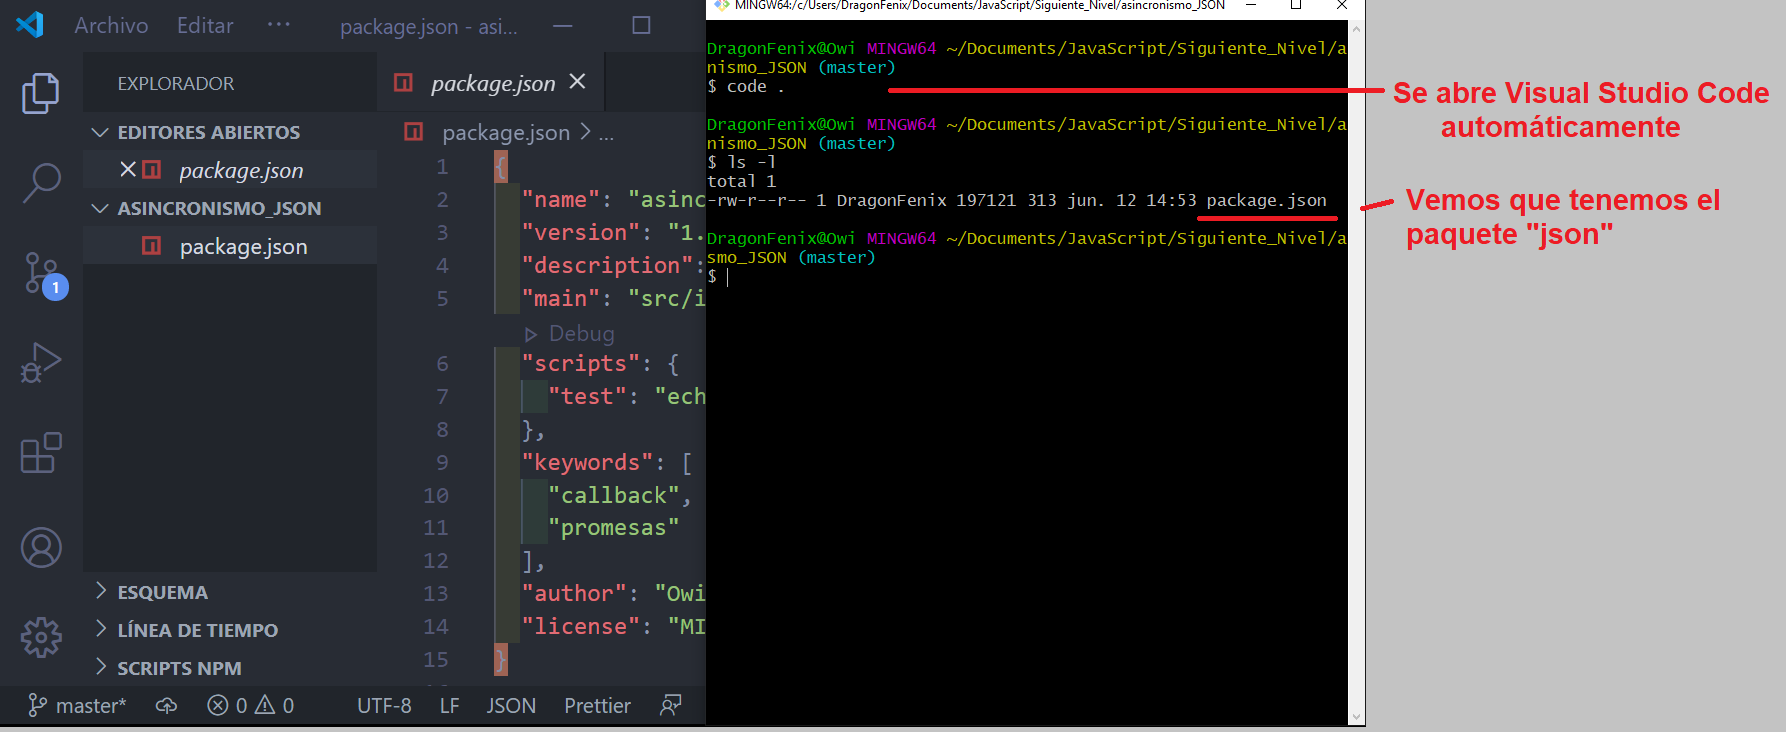 Archivo Editar ··· package.json - asi...
EXPLORADOR
EDITORES ABIERTOS
package.json
ASINCRONISMO_JSON
package.json
1
package.json
package.json > ...
1 {
2 "name": "asinc
3 "version": "1.
4 "description":
5 "main": "src/i
Debug
6 "scripts": {
7 "test": "ech
8 },
9 "keywords": [
10 "callback",
11 "promesas"
12 ],
13 "author": "Owi
14 "license": "MI
15 }
ESQUEMA
LÍNEA DE TIEMPO
SCRIPTS NPM
master* 0 0 UTF-8 LF JSON Prettier
MINGW64:/c/Users/DragonFenix/Documents/JavaScript/Siguiente_Nivel/asincronismo_JSON
DragonFenix@Owi MINGW64 ~/Documents/JavaScript/Siguiente_Nivel/a
nismo_JSON (master)
$ code .
DragonFenix@Owi MINGW64 ~/Documents/JavaScript/Siguiente_Nivel/a
nismo_JSON (master)
$ ls -l
total 1
-rw-r--r-- 1 DragonFenix 197121 313 jun. 12 14:53 package.json
DragonFenix@Owi MINGW64 ~/Documents/JavaScript/Siguiente_Nivel/a
smo_JSON (master)
$
Se abre Visual Studio Code
automáticamente
Vemos que tenemos el
paquete "json"